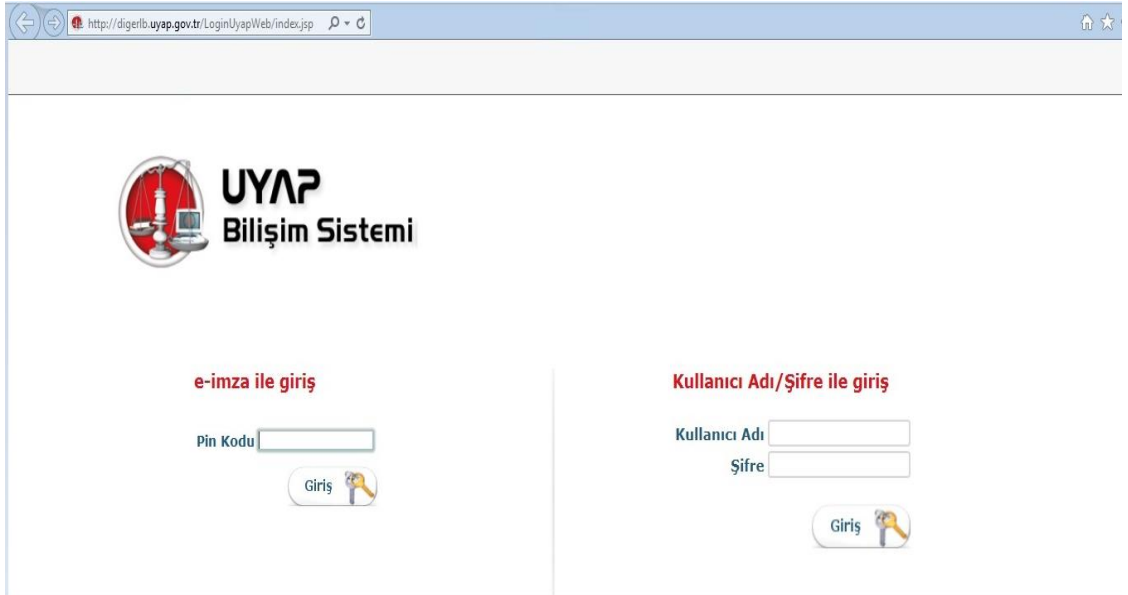 http://digerlb.uyap.gov.tr/LoginUyapWeb/index.jsp
UYAP
Bilişim Sistemi
e-imza ile giriş
Pin Kodu
Giriş
Kullanıcı Adı/Şifre ile giriş
Kullanıcı Adı
Şifre
Giriş